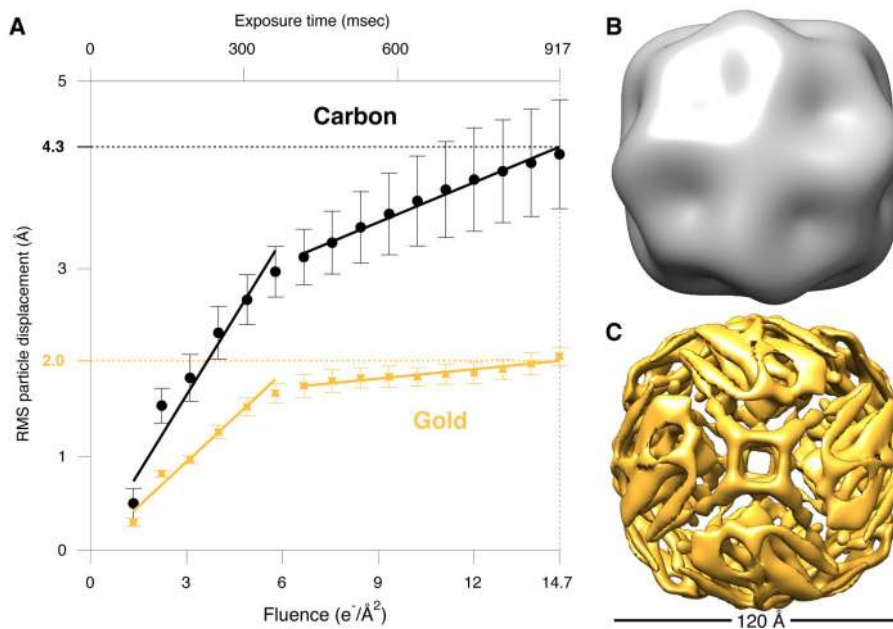 A
Exposure time (msec)
0
300
600
917
5
Carbon
4.3
3
2.0
Gold
1
0
RMS particle displacement (Å)
0
3
6
9
12
14.7
Fluence (e⁻/Å²)
B
C
120 Å